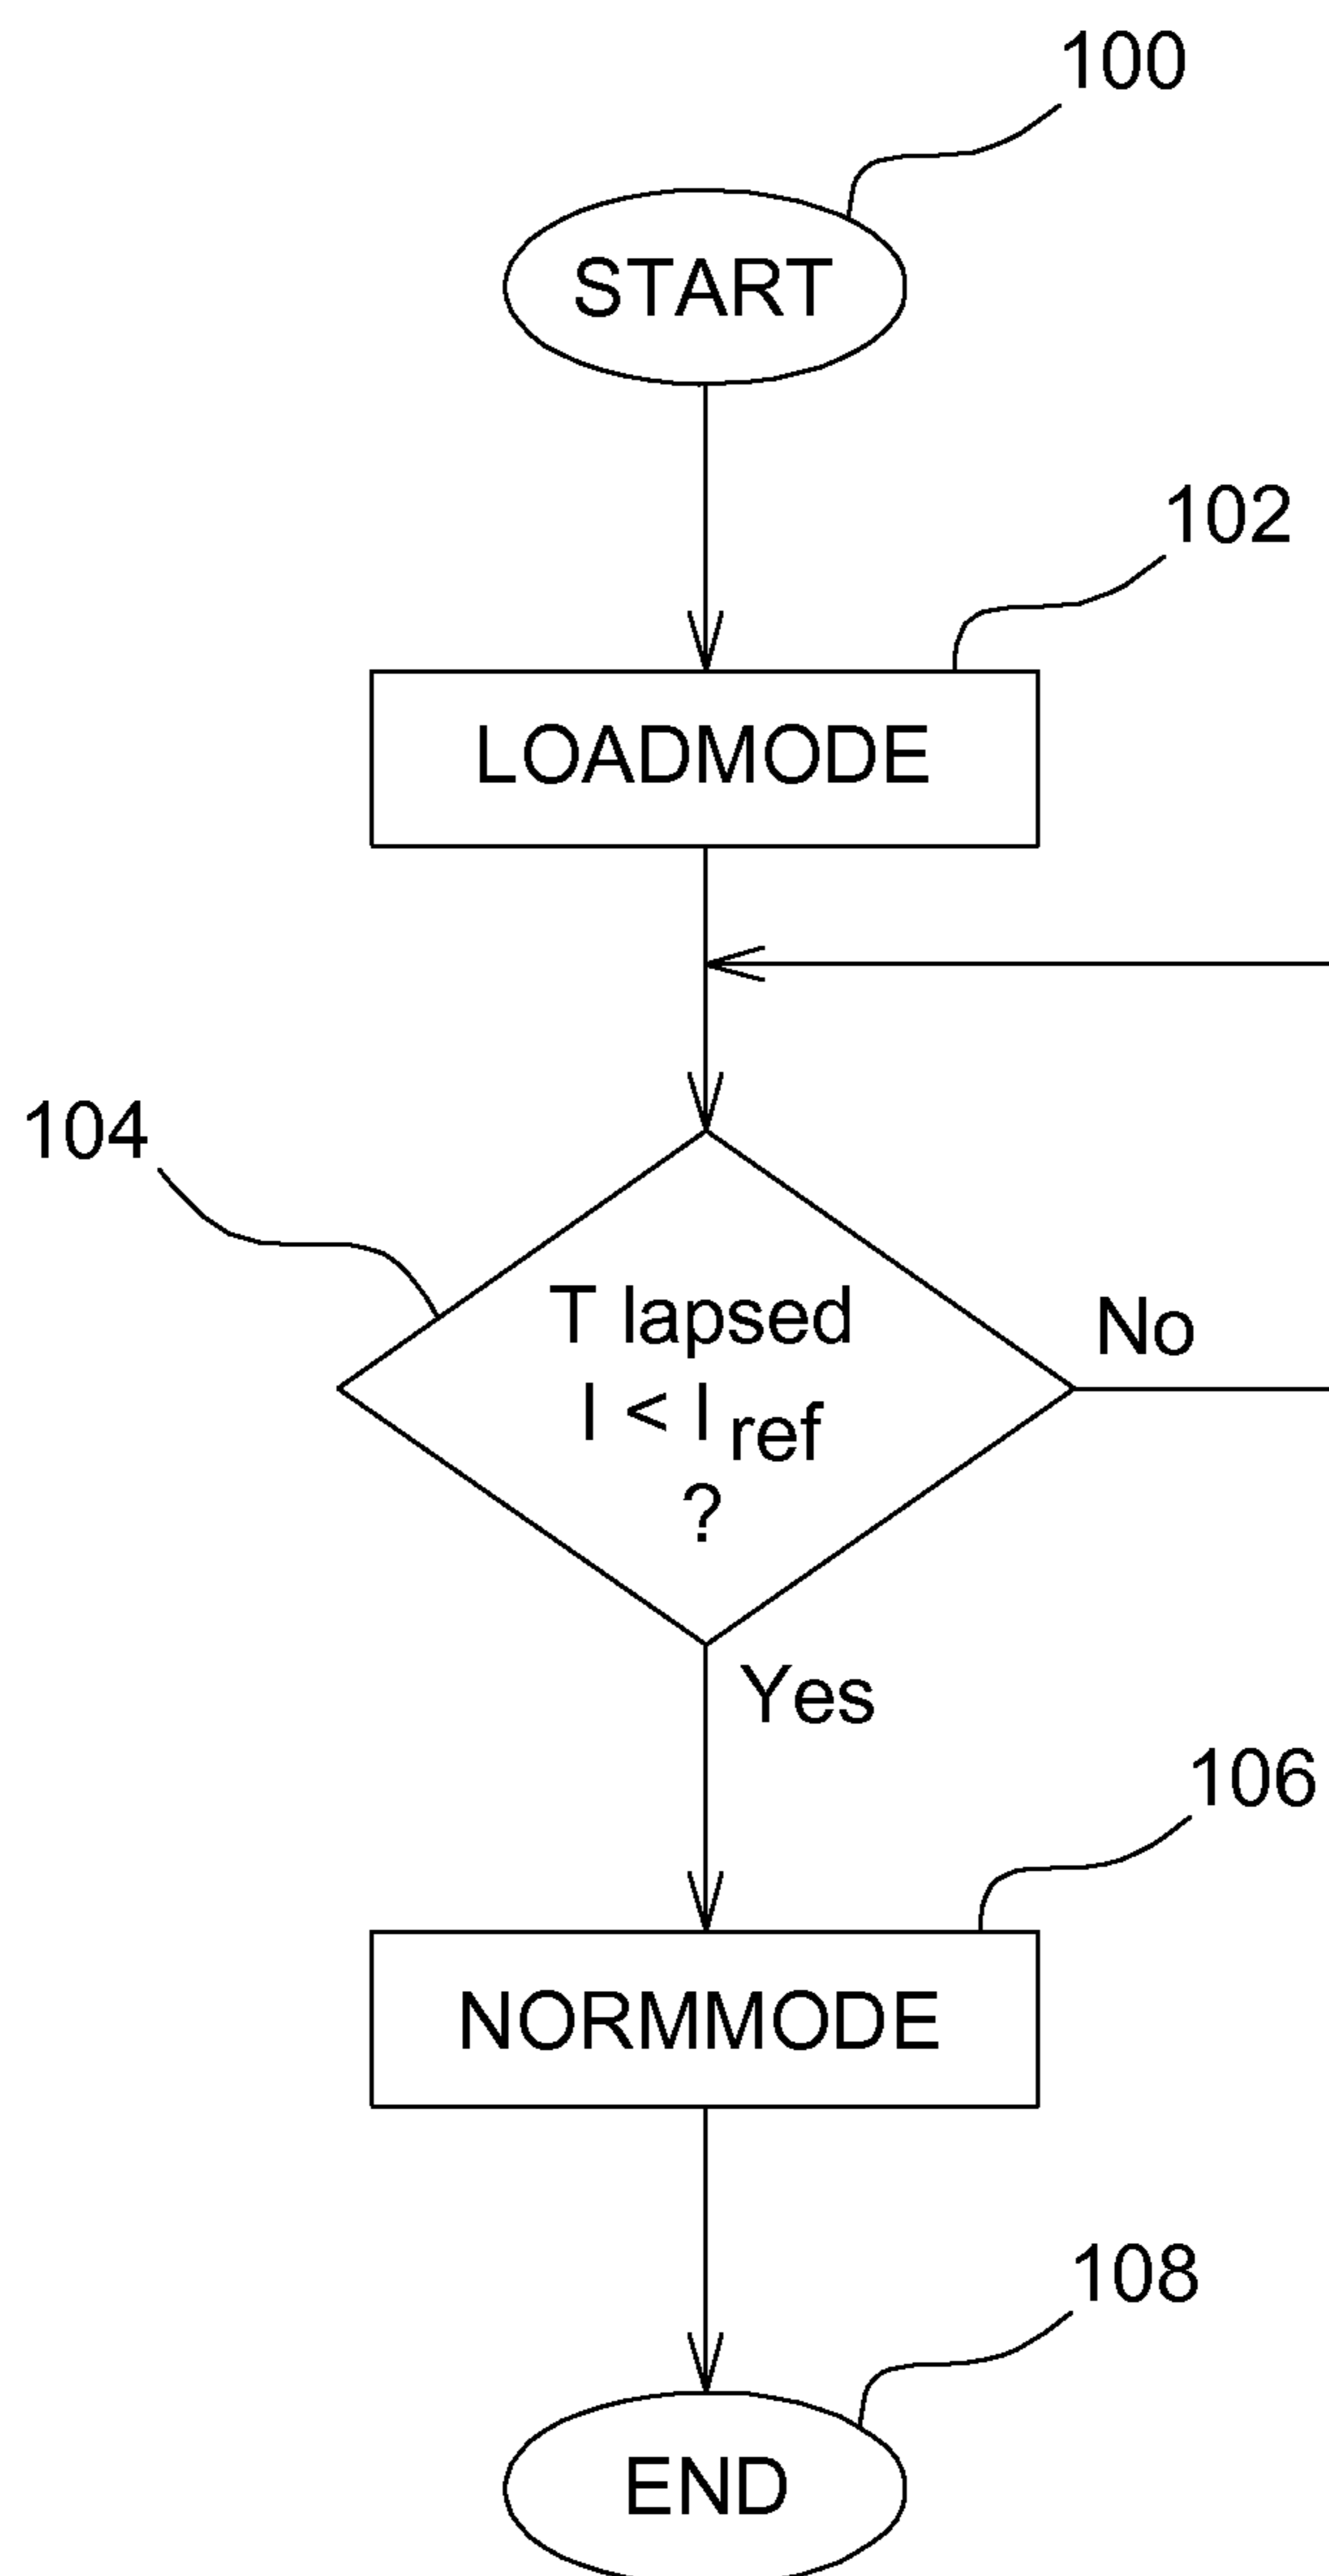 100
START
102
LOADMODE
104
T lapsed
I < I ref
?
No
Yes
106
NORMMODE
108
END